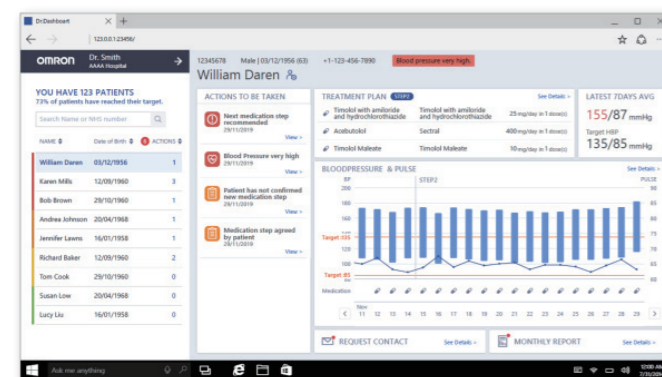 Dr.Dashboard
123.0.0.1:23456/
OMRON
Dr. Smith
AAAA Hospital
YOU HAVE 123 PATIENTS
73% of patients have reached their target.
Search Name or NHS number
NAME Date of Birth ACTIONS
William Daren 03/12/1956 1
Karen Mills 12/09/1960 3
Bob Brown 29/10/1960 1
Andrea Johnson 20/04/1968 1
Jennifer Lawns 16/01/1958 1
Richard Baker 12/09/1960 2
Tom Cook 29/10/1960 0
Susan Low 20/04/1968 0
Lucy Liu 16/01/1958 0
12345678 Male | 03/12/1956 (63) +1-123-456-7890 Blood pressure very high.
William Daren
ACTIONS TO BE TAKEN
Next medication step
recommended
29/11/2019
View >
Blood Pressure very high
29/11/2019
View >
Patient has not confirmed
new medication step
29/11/2019
View >
Medication step agreed
by patient
29/11/2019
View >
TREATMENT PLAN STEP2 See Details >
Timolol with amiloride
and hydrochlorothiazide
Timolol with amiloride
and hydrochlorothiazide
25 mg/day in 1 dose(s)
Acebutolol Sectral 400 mg/day in 1 dose(s)
Timolol Maleate Timolol Maleate 10 mg/day in 1 dose(s)
LATEST 7DAYS AVG
155/87 mmHg
Target HBP
135/85 mmHg
BLOODPRESSURE & PULSE See Details >
BP STEP2 PULSE
200 90
180 85
160 80
140 75
Target 135
120 70
100 65
Target 85
60
Medication
Nov
11 12 13 14 15 16 17 18 19 20 21 22 23 24 25 26 27 28 29
REQUEST CONTACT See Details >
MONTHLY REPORT See Details >
Ask me anything
12:00 AM